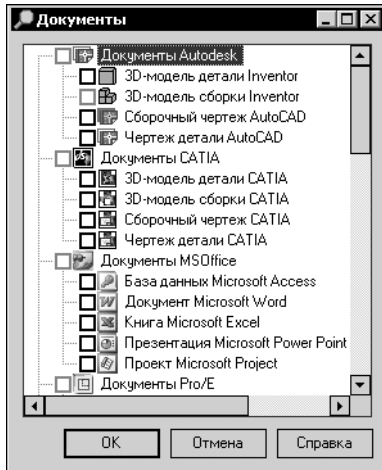 Документы
Документы Autodesk
3D-модель детали Inventor
3D-модель сборки Inventor
Сборочный чертеж AutoCAD
Чертеж детали AutoCAD
Документы CATIA
3D-модель детали CATIA
3D-модель сборки CATIA
Сборочный чертеж CATIA
Чертеж детали CATIA
Документы MSOffice
База данных Microsoft Access
Документ Microsoft Word
Книга Microsoft Excel
Презентация Microsoft Power Point
Проект Microsoft Project
Документы Pro/E
OK Отмена Справка